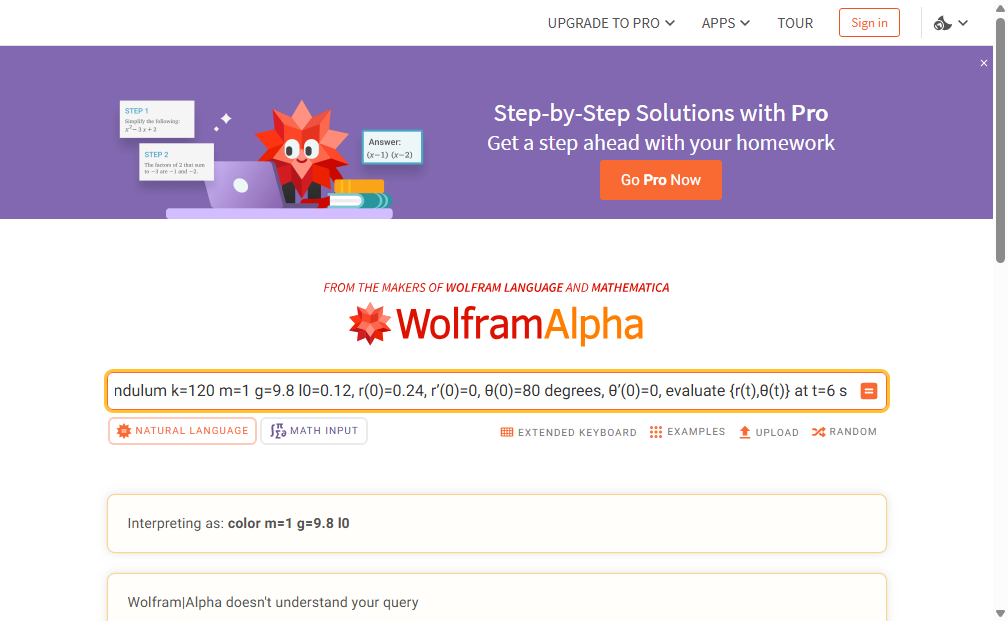 UPGRADE TO PRO APPS TOUR Sign in
Step-by-Step Solutions with Pro
Get a step ahead with your homework
Go Pro Now
STEP 1
Simplify the following:
x²− 3 x + 2
STEP 2
The factors of 2 that sum
to −3 are −1 and −2.
Answer:
(x−1) (x−2)
FROM THE MAKERS OF WOLFRAM LANGUAGE AND MATHEMATICA
WolframAlpha
ndulum k=120 m=1 g=9.8 l0=0.12, r(0)=0.24, r’(0)=0, θ(0)=80 degrees, θ’(0)=0, evaluate {r(t),θ(t)} at t=6 s
NATURAL LANGUAGE MATH INPUT EXTENDED KEYBOARD EXAMPLES UPLOAD RANDOM
Interpreting as: color m=1 g=9.8 l0
Wolfram|Alpha doesn't understand your query